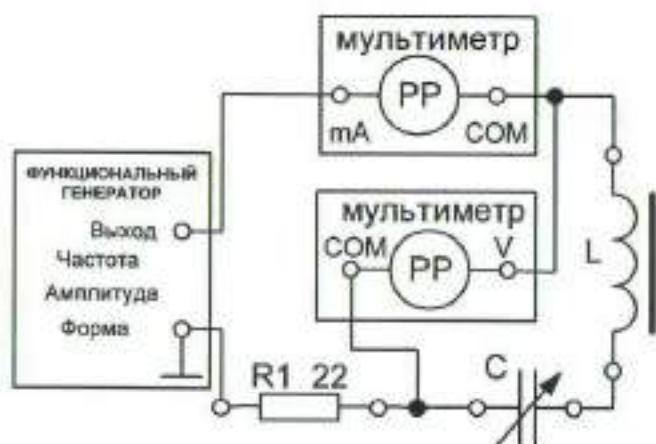 мультиметр
PP
mA
COM
ФУНКЦИОНАЛЬНЫЙ
ГЕНЕРАТОР
Выход
Частота
Амплитуда
Форма
мультиметр
COM
PP
V
L
R1 22
C